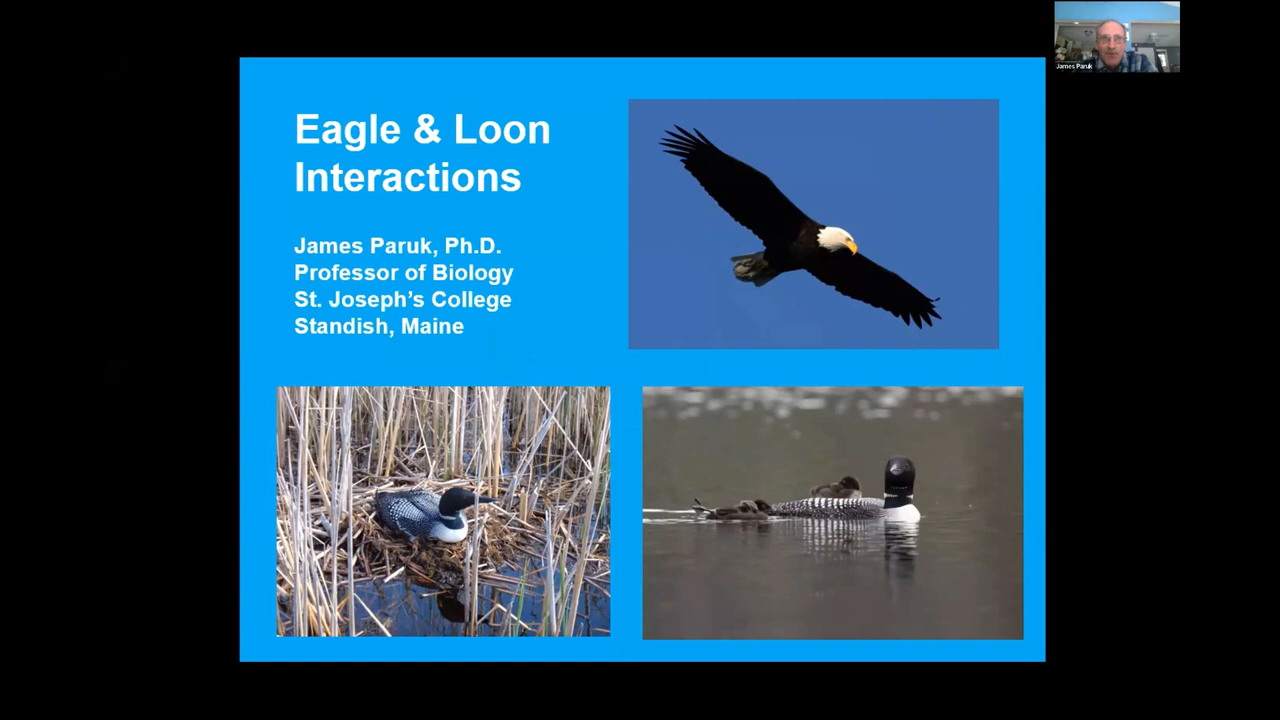 Eagle & Loon
Interactions
James Paruk, Ph.D.
Professor of Biology
St. Joseph’s College
Standish, Maine
James Paruk